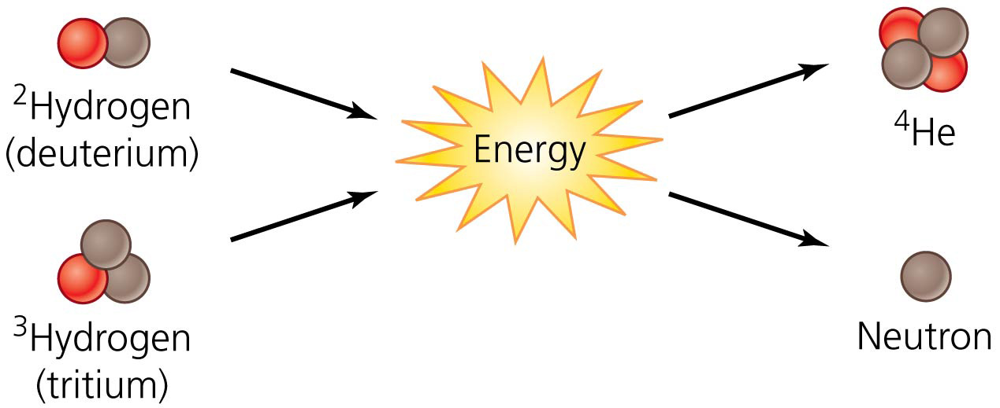 ²Hydrogen
(deuterium)
³Hydrogen
(tritium)
Energy
⁴He
Neutron